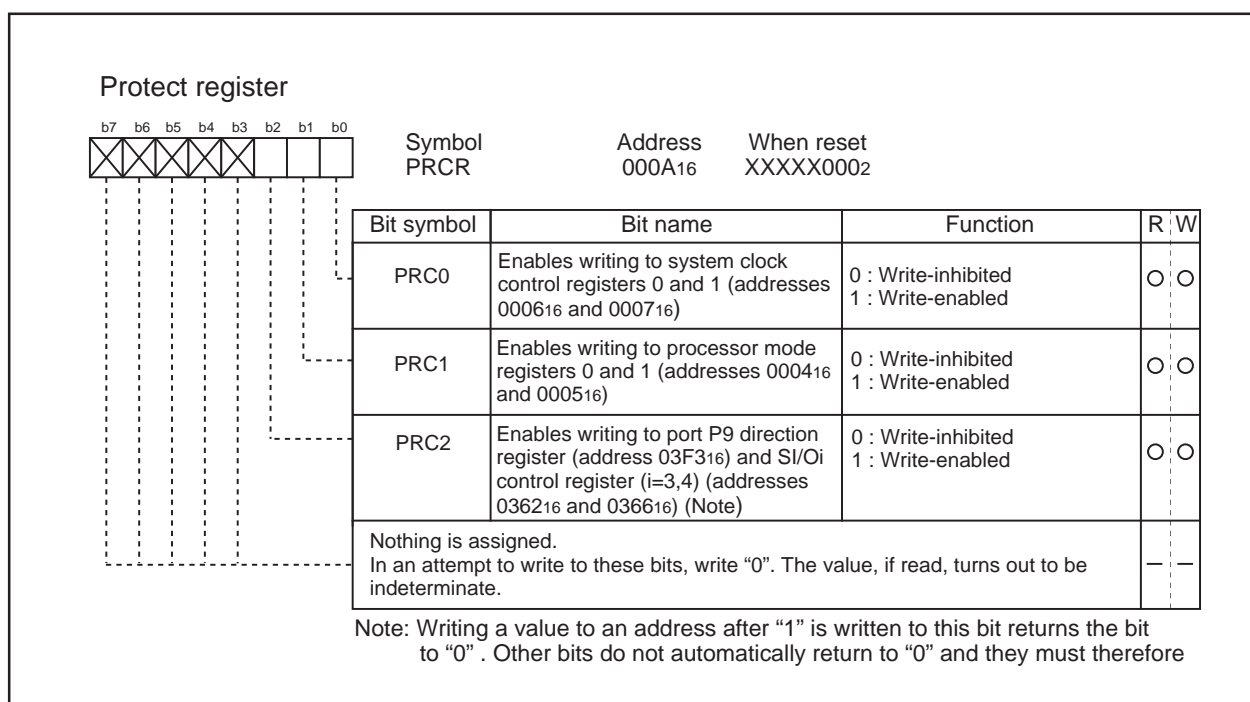 Protect register
b7 b6 b5 b4 b3 b2 b1 b0
Symbol Address When reset
PRCR 000A16 XXXXX0002
Bit symbol Bit name Function R W
PRC0
Enables writing to system clock
control registers 0 and 1 (addresses
000616 and 000716)
0 : Write-inhibited
1 : Write-enabled
PRC1
Enables writing to processor mode
registers 0 and 1 (addresses 000416
and 000516)
0 : Write-inhibited
1 : Write-enabled
PRC2
Enables writing to port P9 direction
register (address 03F316) and SI/Oi
control register (i=3,4) (addresses
036216 and 036616) (Note)
0 : Write-inhibited
1 : Write-enabled
Nothing is assigned.
In an attempt to write to these bits, write “0”. The value, if read, turns out to be
indeterminate.
Note: Writing a value to an address after “1” is written to this bit returns the bit
to “0” . Other bits do not automatically return to “0” and they must therefore